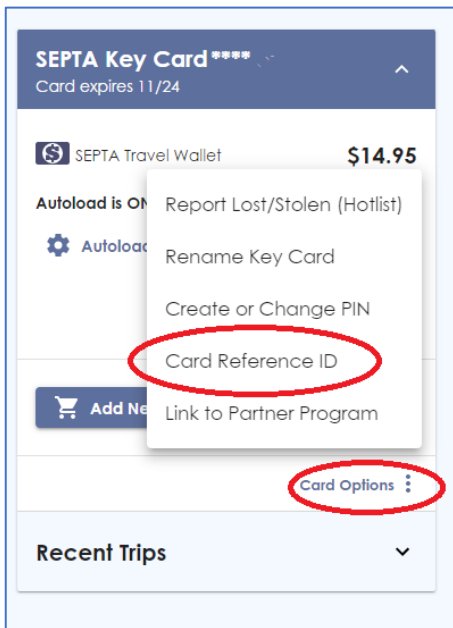 SEPTA Key Card ****
Card expires 11/24
SEPTA Travel Wallet
$14.95
Autoload is ON
Autoload
Report Lost/Stolen (Hotlist)
Rename Key Card
Create or Change PIN
Card Reference ID
Link to Partner Program
Add Ne
Card Options
Recent Trips